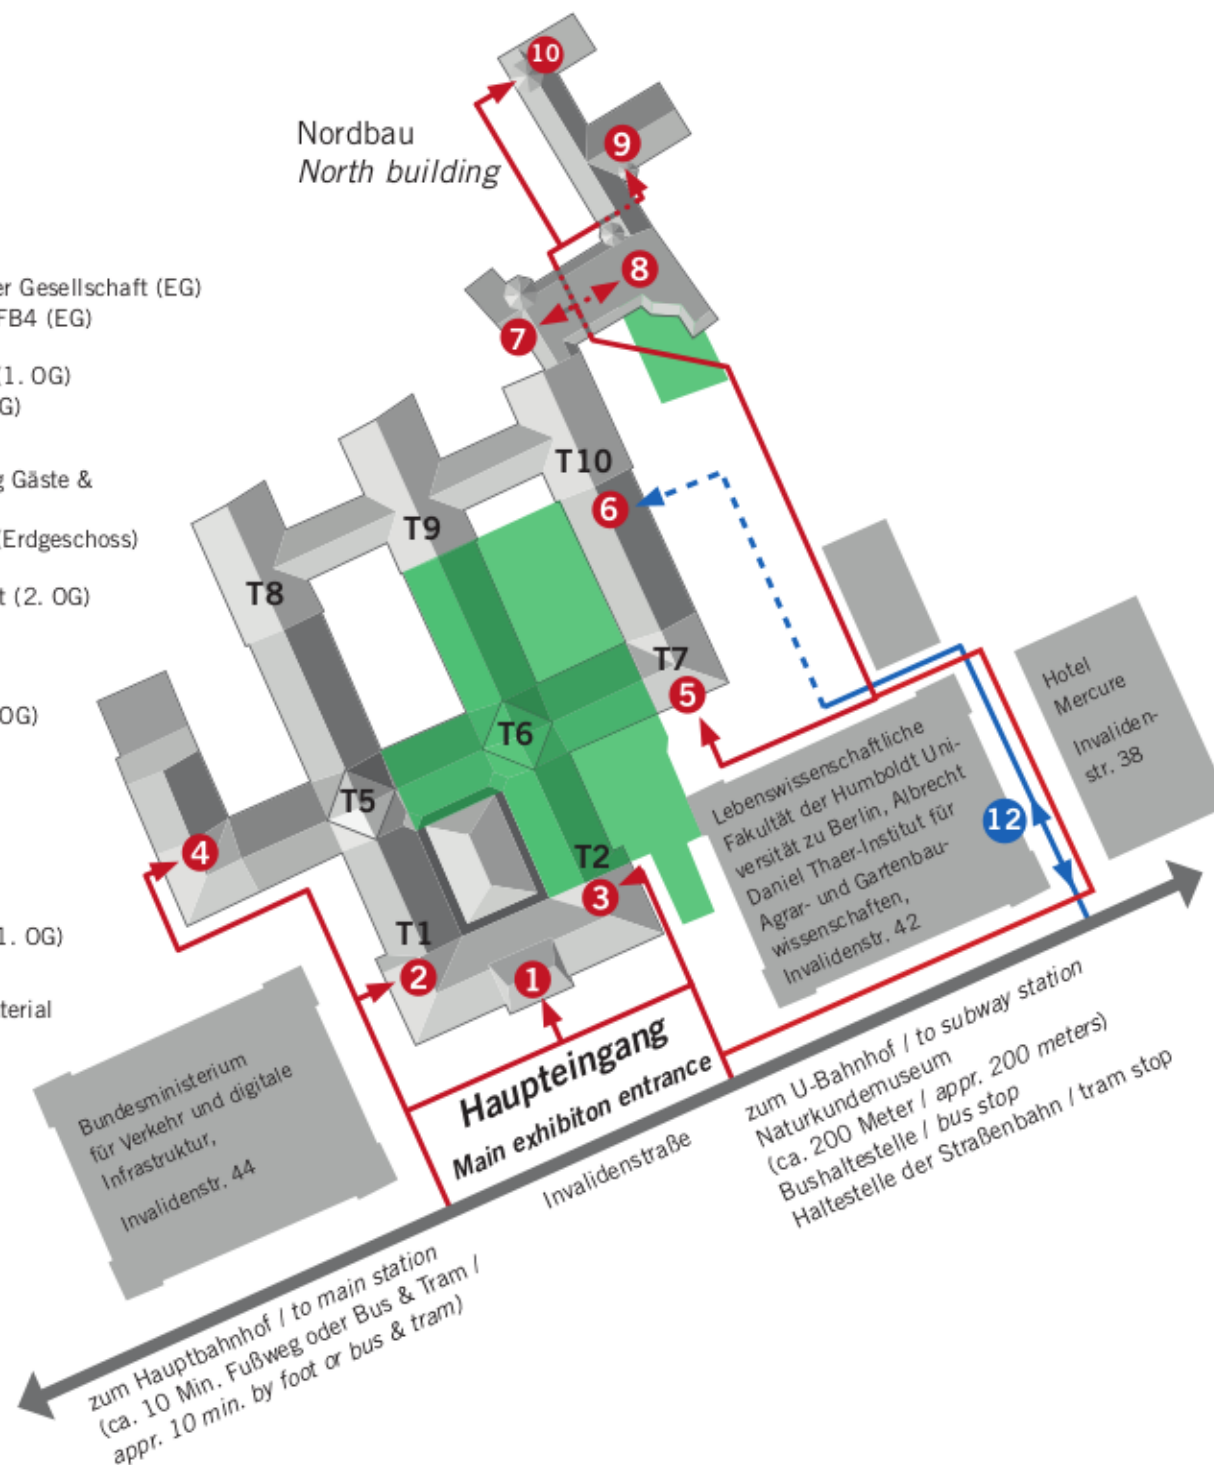 10
Nordbau
North building
9
8
7
er Gesellschaft (EG)
FB4 (EG)
(1. OG)
G)
g Gäste &
(Erdgeschoss)
t (2. OG)
OG)
1. OG)
terial
T10
6
T9
T8
T7
5
T6
T5
4
T2
3
T1
2
1
12
Hotel
Mercure
Invaliden-
str. 38
Lebenswissenschaftliche
Fakultät der Humboldt Uni-
versität zu Berlin, Albrecht
Daniel Thaer-Institut für
Agrar- und Gartenbau-
wissenschaften,
Invalidenstr. 42
Bundesministerium
für Verkehr und digitale
Infrastruktur,
Invalidenstr. 44
Haupteingang
Main exhibiton entrance
Invalidenstraße
zum U-Bahnhof / to subway station
Naturkundemuseum
(ca. 200 Meter / appr. 200 meters)
Bushaltestelle / bus stop
Haltestelle der Straßenbahn / tram stop
zum Hauptbahnhof / to main station
(ca. 10 Min. Fußweg oder Bus & Tram /
appr. 10 min. by foot or bus & tram)